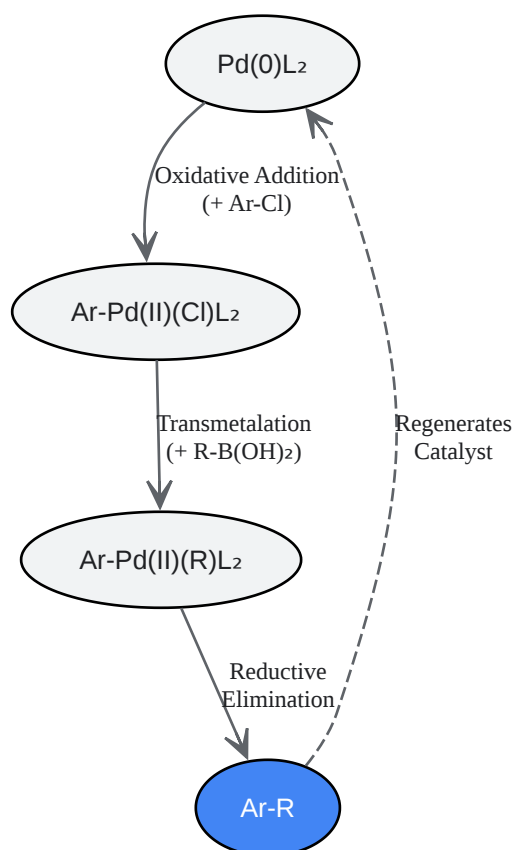 Pd(0)L₂
Oxidative Addition
(+ Ar-Cl)
Ar-Pd(II)(Cl)L₂
Transmetalation
(+ R-B(OH)₂)
Regenerates
Catalyst
Ar-Pd(II)(R)L₂
Reductive
Elimination
Ar-R